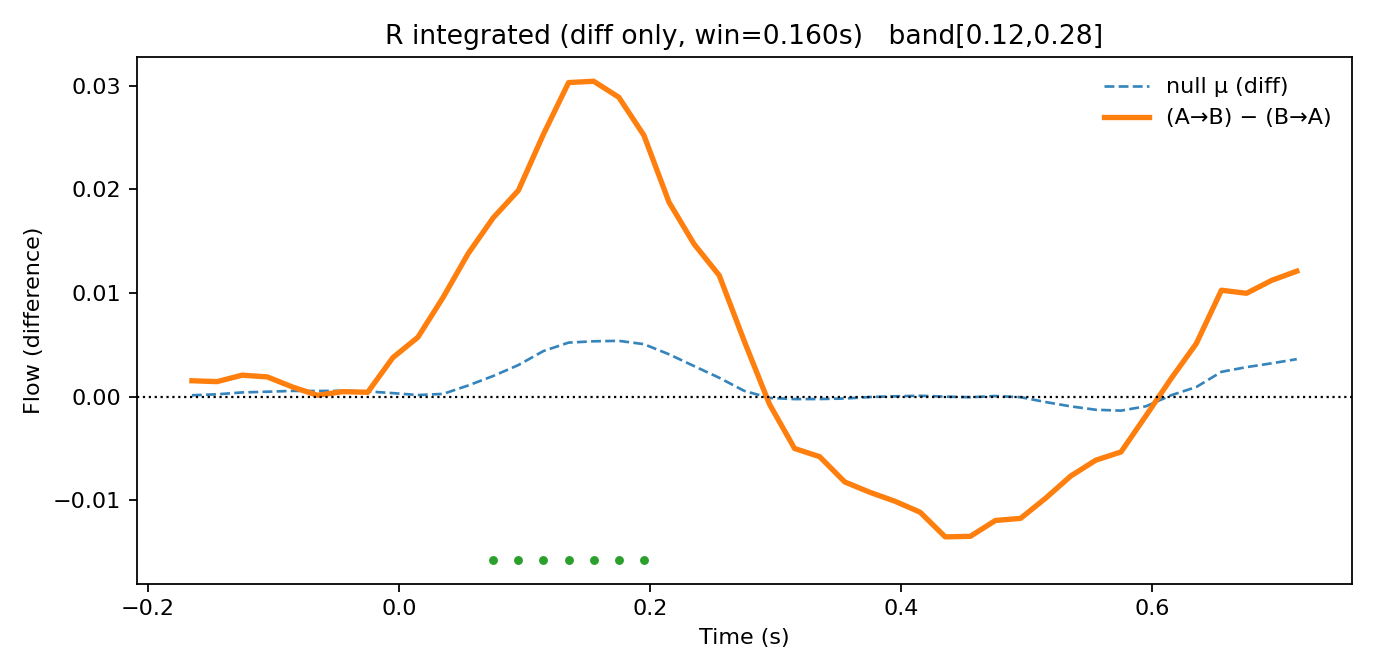 R integrated (diff only, win=0.160s)   band[0.12,0.28]
null μ (diff)
(A→B) − (B→A)
Flow (difference)
0.03
0.02
0.01
0.00
−0.01
−0.2
0.0
0.2
0.4
0.6
Time (s)